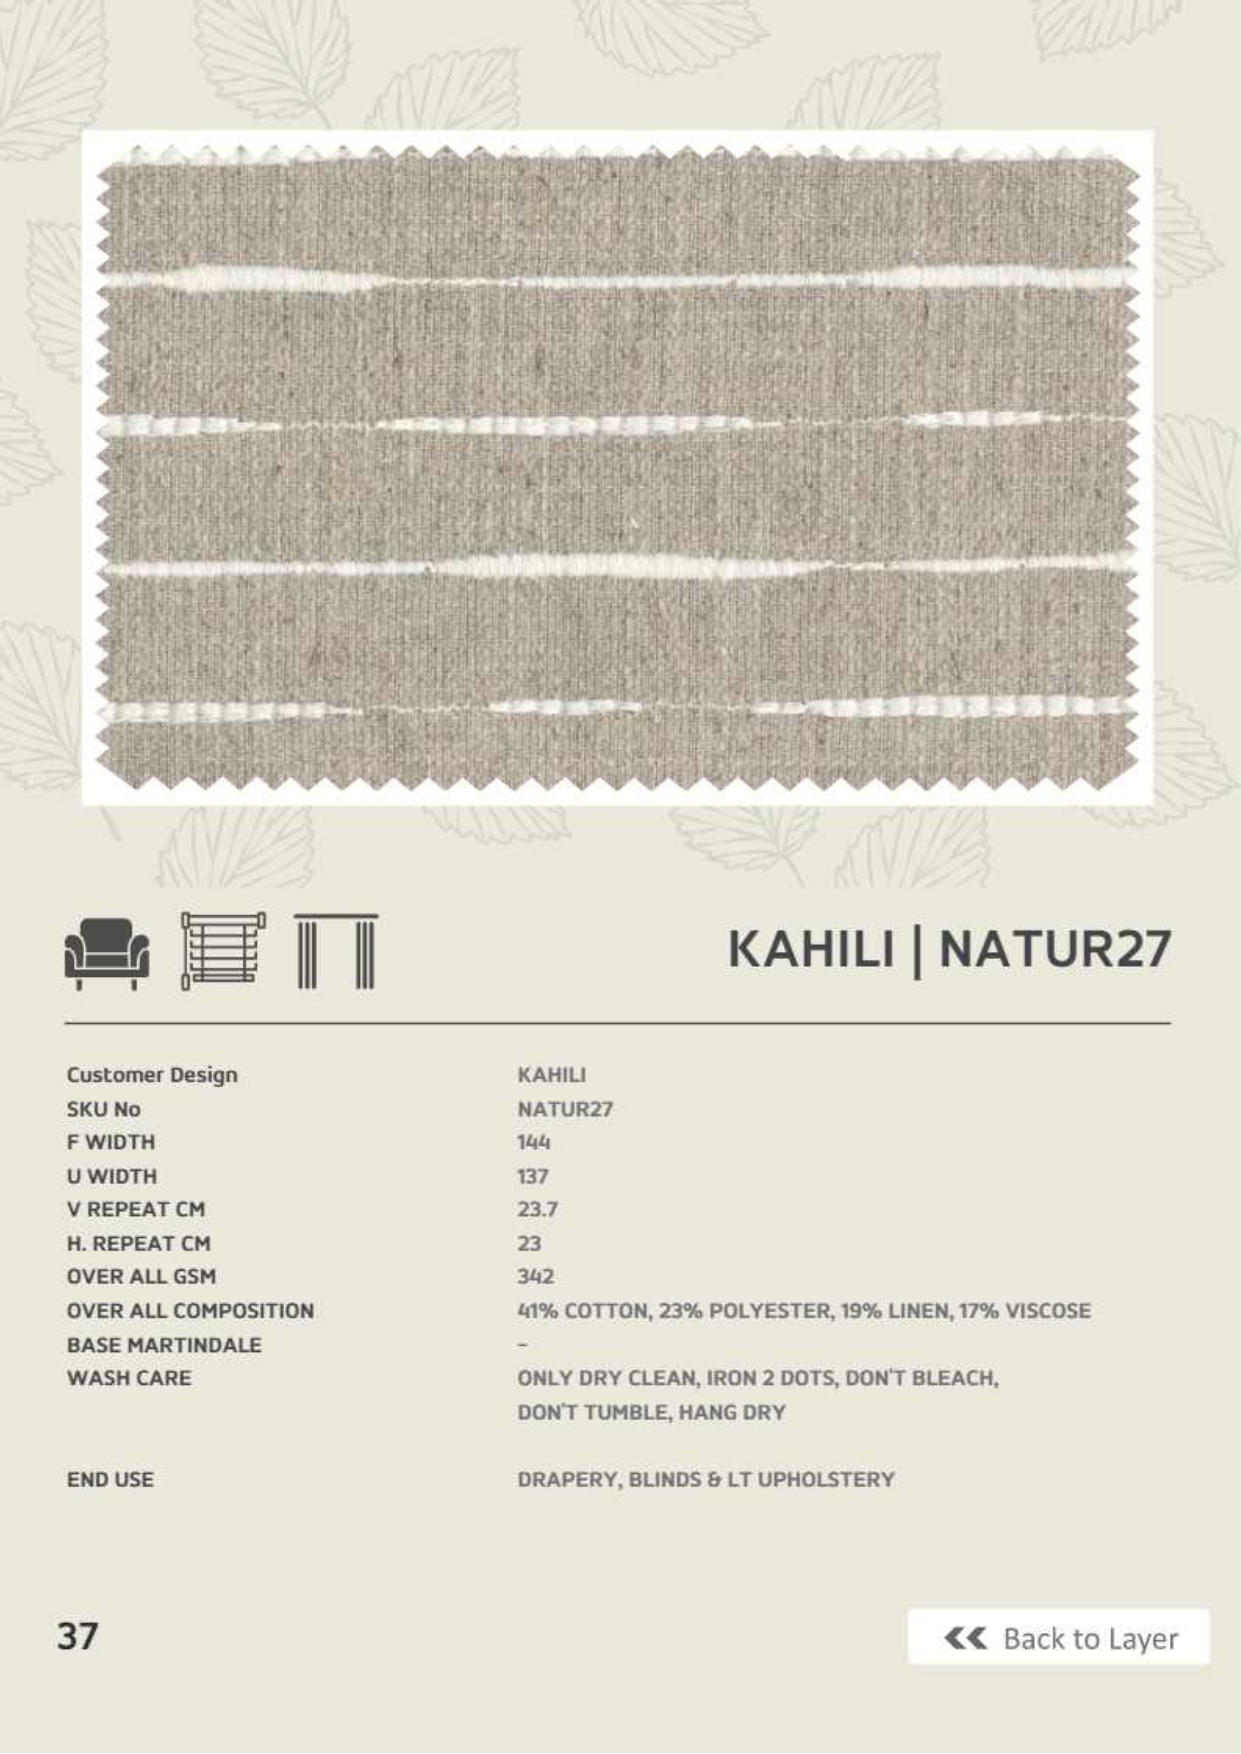 KAHILI | NATUR27
Customer Design KAHILI
SKU No NATUR27
F WIDTH 144
U WIDTH 137
V REPEAT CM 23.7
H. REPEAT CM 23
OVER ALL GSM 342
OVER ALL COMPOSITION 41% COTTON, 23% POLYESTER, 19% LINEN, 17% VISCOSE
BASE MARTINDALE –
WASH CARE ONLY DRY CLEAN, IRON 2 DOTS, DON'T BLEACH,
DON'T TUMBLE, HANG DRY
END USE DRAPERY, BLINDS & LT UPHOLSTERY
37
Back to Layer